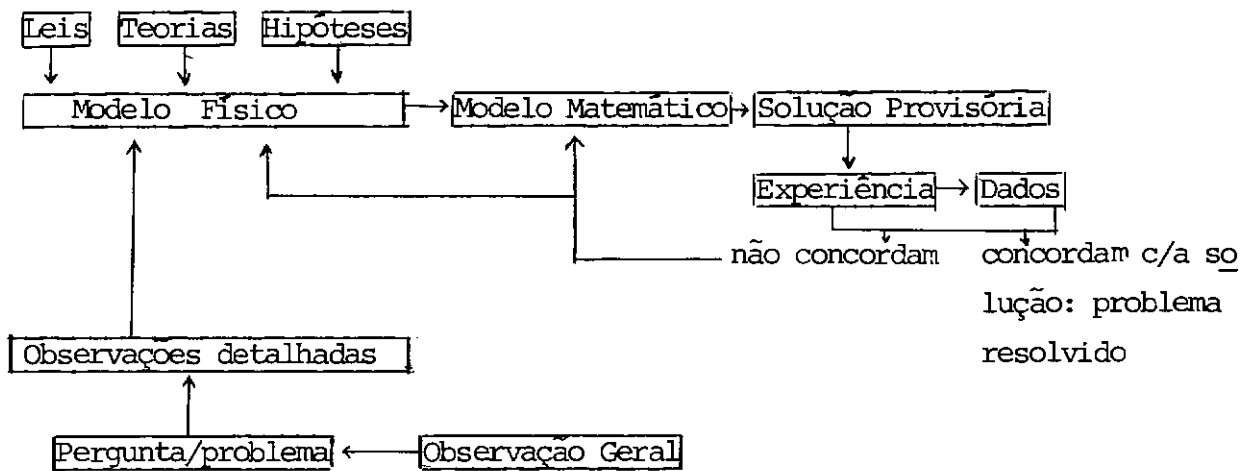 Leis Teorias Hipóteses
Modelo Físico Modelo Matemático Solução Provisória
Experiência Dados
não concordam concordam c/a so
lução: problema
resolvido
Observações detalhadas
Pergunta/problema Observação Geral